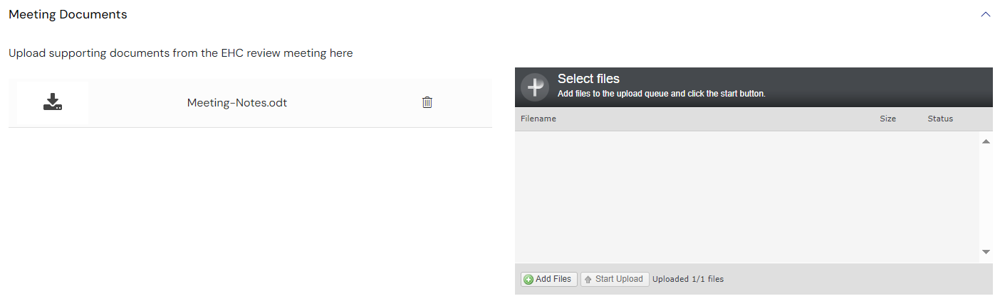 Meeting Documents
Upload supporting documents from the EHC review meeting here
Meeting-Notes.odt
Select files
Add files to the upload queue and click the start button.
Filename Size Status
Add Files Start Upload Uploaded 1/1 files